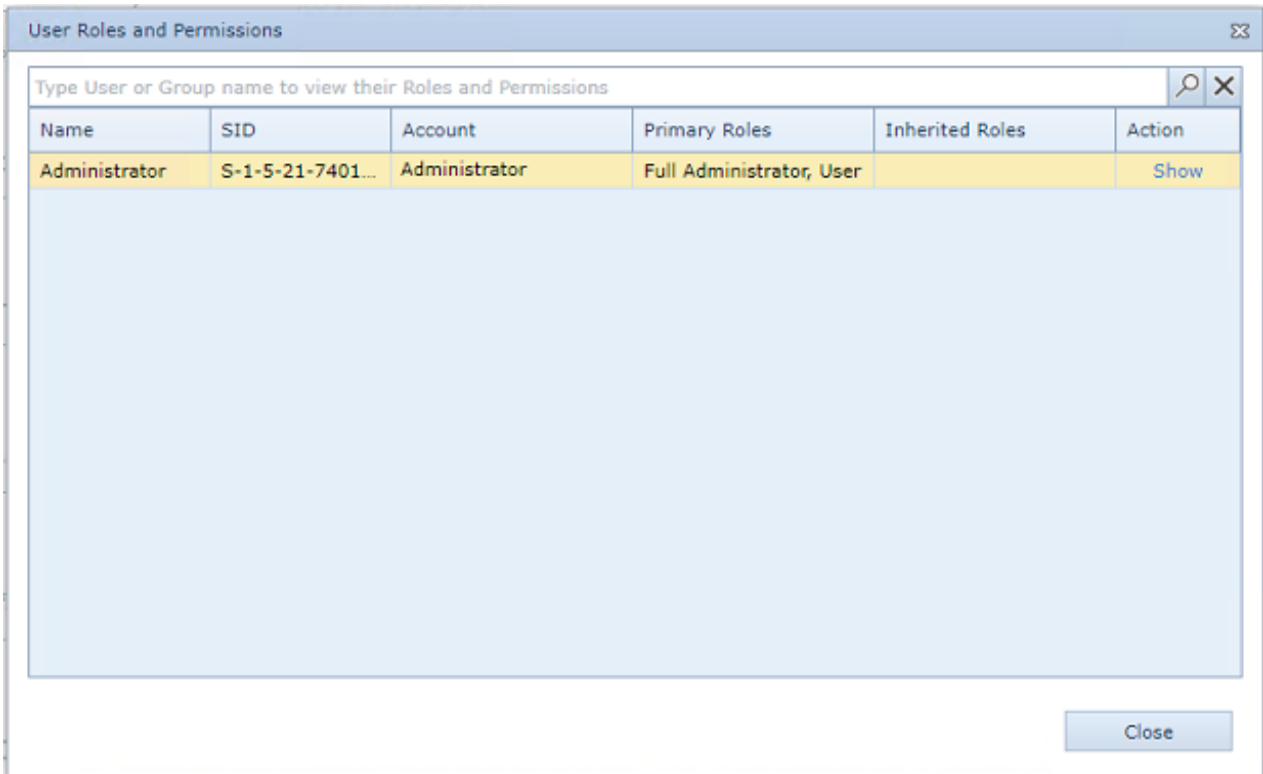 User Roles and Permissions
Type User or Group name to view their Roles and Permissions
Name SID Account Primary Roles Inherited Roles Action
Administrator S-1-5-21-7401... Administrator Full Administrator, User Show
Close